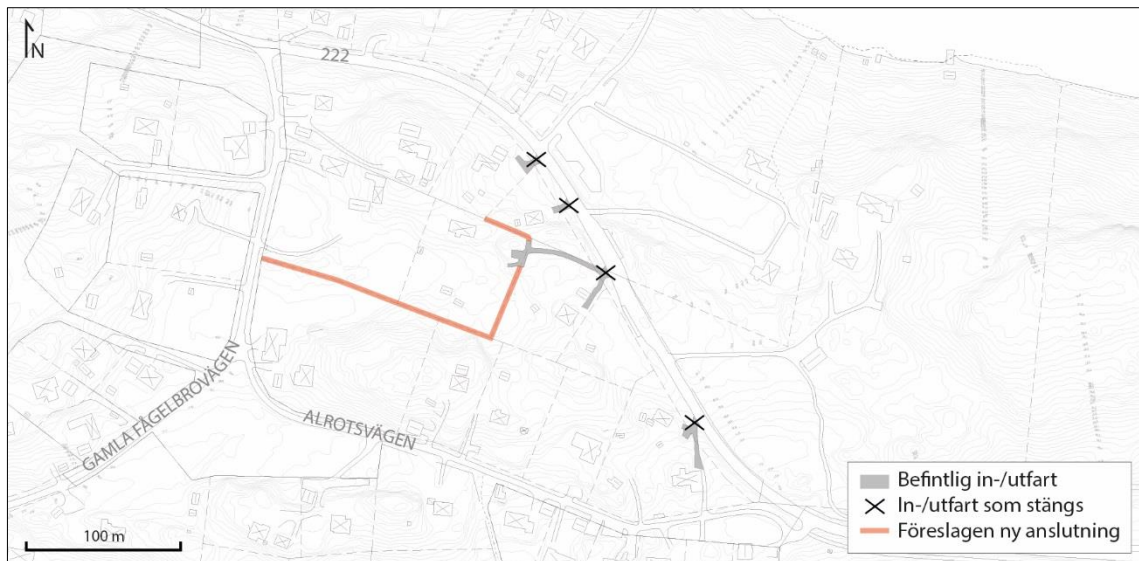 N
222
GAMLA FÅGELBROVÄGEN
ALROTSVÄGEN
100 m
Befintlig in-/utfart
In-/utfart som stängs
Föreslagen ny anslutning